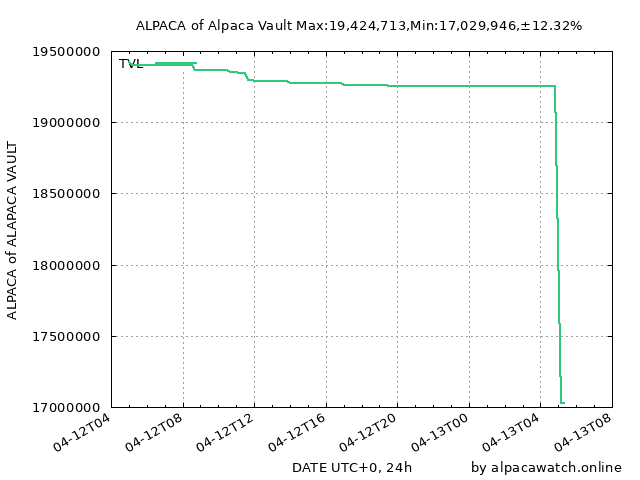 ALPACA of Alpaca Vault Max:19,424,713,Min:17,029,946,±12.32%
19500000
TVL
19000000
18500000
18000000
17500000
17000000
ALPACA of ALAPACA VAULT
04-12T04
04-12T08
04-12T12
04-12T16
04-12T20
04-13T00
04-13T04
04-13T08
DATE UTC+0, 24h
by alpacawatch.online